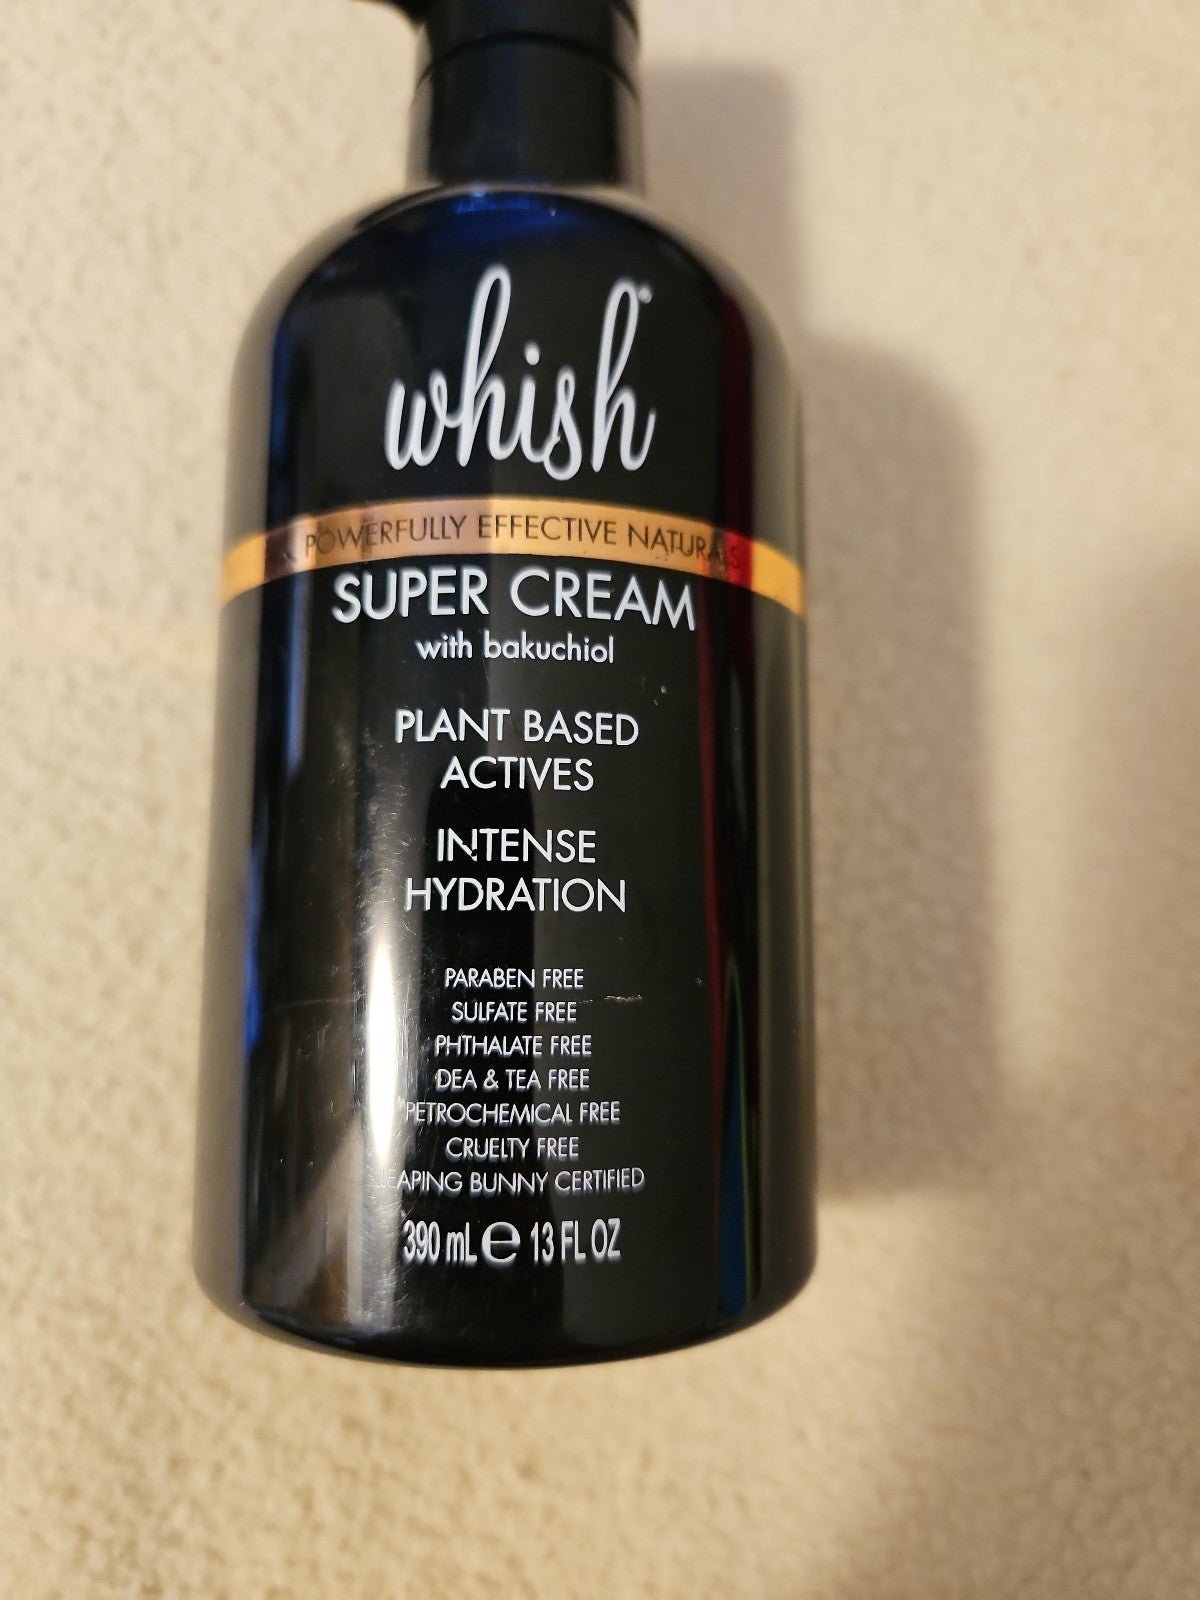 whish®
POWERFULLY EFFECTIVE NATURALS
SUPER CREAM
with bakuchiol
PLANT BASED
ACTIVES
INTENSE
HYDRATION
PARABEN FREE
SULFATE FREE
PHTHALATE FREE
DEA & TEA FREE
PETROCHEMICAL FREE
CRUELTY FREE
LEAPING BUNNY CERTIFIED
390 mL ℮ 13 FL OZ